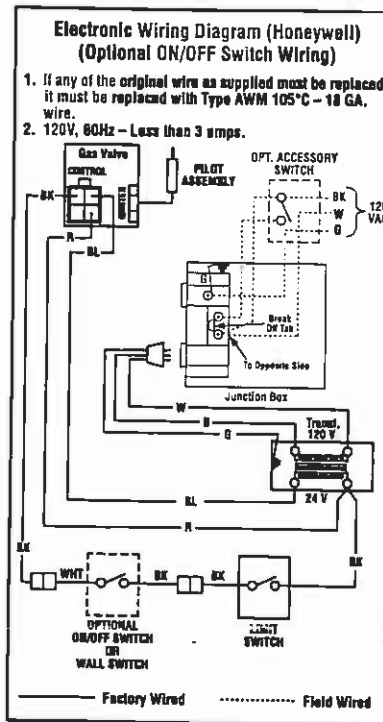 Electronic Wiring Diagram (Honeywell)
(Optional ON/OFF Switch Wiring)
1. If any of the original wire as supplied must be replaced
it must be replaced with Type AWM 105°C – 18 GA.
wire.
2. 120V, 60Hz – Less than 3 amps.
Gas Valve
CONTROL
PILOT
ASSEMBLY
OPT. ACCESSORY
SWITCH
BK
BK
W
G
R
BL
G
Break
Off Tab
To Opposite Side
Junction Box
W
B
G
Transf.
120 V
24 V
BL
R
BK
BK
WHT
BK
BK
OPTIONAL
ON/OFF SWITCH
OR
WALL SWITCH
LIMIT
SWITCH
Factory Wired
Field Wired